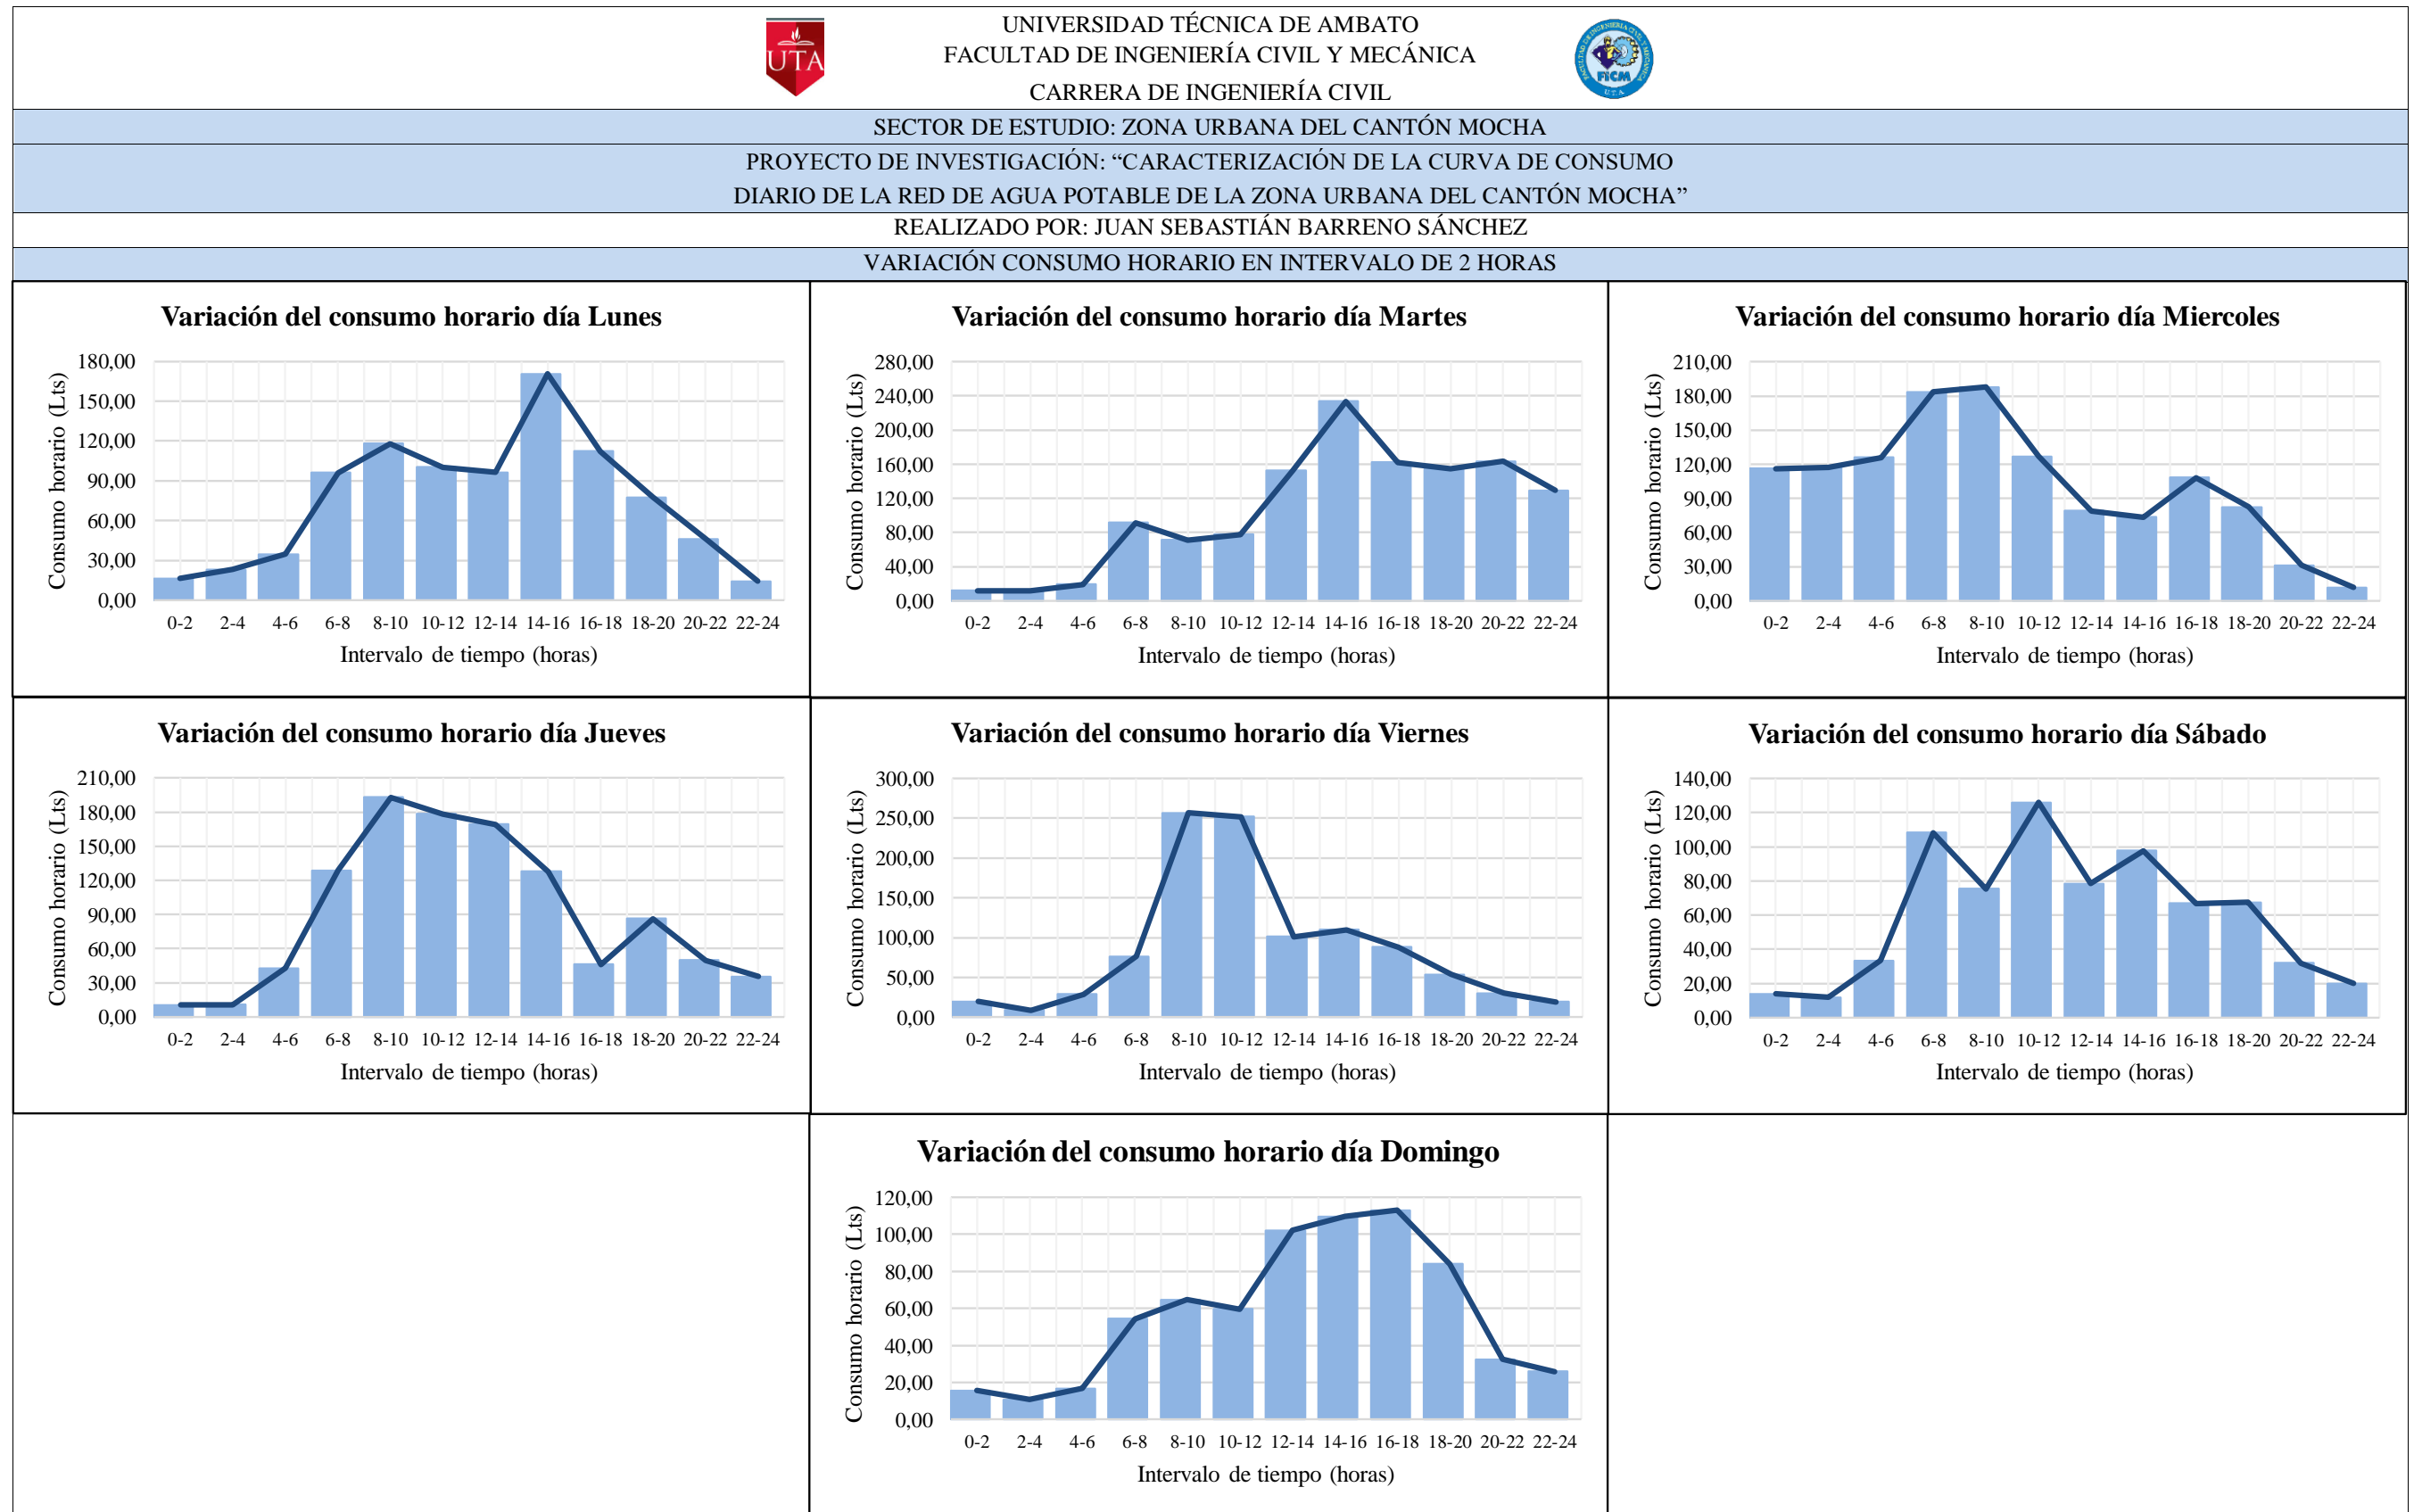 UNIVERSIDAD TÉCNICA DE AMBATO
FACULTAD DE INGENIERÍA CIVIL Y MECÁNICA
CARRERA DE INGENIERÍA CIVIL
UTA
FACULTAD DE INGENIERIA CIVIL Y MECANICA
FICM
U.T.A.
SECTOR DE ESTUDIO: ZONA URBANA DEL CANTÓN MOCHA
PROYECTO DE INVESTIGACIÓN: “CARACTERIZACIÓN DE LA CURVA DE CONSUMO
DIARIO DE LA RED DE AGUA POTABLE DE LA ZONA URBANA DEL CANTÓN MOCHA”
REALIZADO POR: JUAN SEBASTIÁN BARRENO SÁNCHEZ
VARIACIÓN CONSUMO HORARIO EN INTERVALO DE 2 HORAS
Variación del consumo horario día Lunes
Consumo horario (Lts)
180,00
150,00
120,00
90,00
60,00
30,00
0,00
0-2 2-4 4-6 6-8 8-10 10-12 12-14 14-16 16-18 18-20 20-22 22-24
Intervalo de tiempo (horas)
Variación del consumo horario día Martes
Consumo horario (Lts)
280,00
240,00
200,00
160,00
120,00
80,00
40,00
0,00
0-2 2-4 4-6 6-8 8-10 10-12 12-14 14-16 16-18 18-20 20-22 22-24
Intervalo de tiempo (horas)
Variación del consumo horario día Miercoles
Consumo horario (Lts)
210,00
180,00
150,00
120,00
90,00
60,00
30,00
0,00
0-2 2-4 4-6 6-8 8-10 10-12 12-14 14-16 16-18 18-20 20-22 22-24
Intervalo de tiempo (horas)
Variación del consumo horario día Jueves
Consumo horario (Lts)
210,00
180,00
150,00
120,00
90,00
60,00
30,00
0,00
0-2 2-4 4-6 6-8 8-10 10-12 12-14 14-16 16-18 18-20 20-22 22-24
Intervalo de tiempo (horas)
Variación del consumo horario día Viernes
Consumo horario (Lts)
300,00
250,00
200,00
150,00
100,00
50,00
0,00
0-2 2-4 4-6 6-8 8-10 10-12 12-14 14-16 16-18 18-20 20-22 22-24
Intervalo de tiempo (horas)
Variación del consumo horario día Sábado
Consumo horario (Lts)
140,00
120,00
100,00
80,00
60,00
40,00
20,00
0,00
0-2 2-4 4-6 6-8 8-10 10-12 12-14 14-16 16-18 18-20 20-22 22-24
Intervalo de tiempo (horas)
Variación del consumo horario día Domingo
Consumo horario (Lts)
120,00
100,00
80,00
60,00
40,00
20,00
0,00
0-2 2-4 4-6 6-8 8-10 10-12 12-14 14-16 16-18 18-20 20-22 22-24
Intervalo de tiempo (horas)